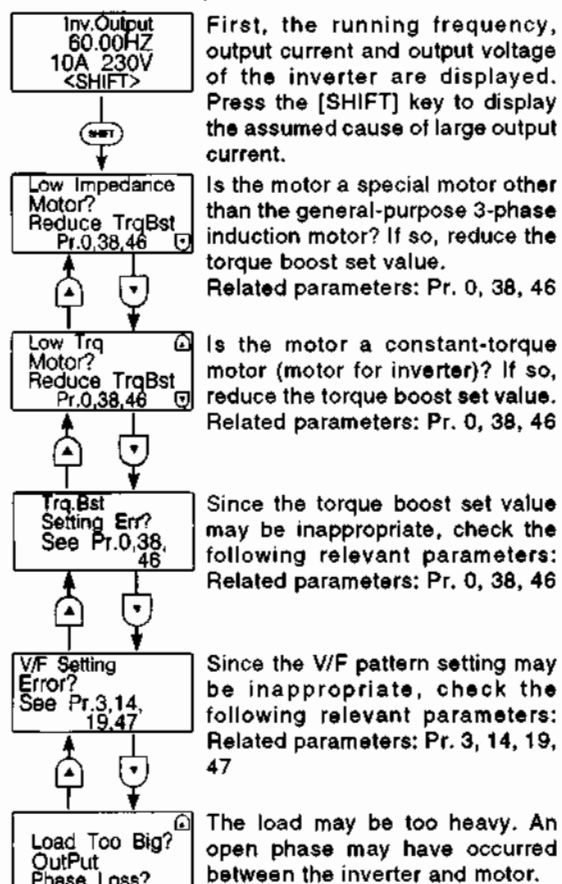 Inv.Output
60.00HZ
10A 230V
<SHIFT>
First, the running frequency,
output current and output voltage
of the inverter are displayed.
Press the [SHIFT] key to display
the assumed cause of large output
current.
SHIFT
Low Impedance
Motor?
Reduce TrqBst
Pr.0,38,46
Is the motor a special motor other
than the general-purpose 3-phase
induction motor? If so, reduce the
torque boost set value.
Related parameters: Pr. 0, 38, 46
Low Trq
Motor?
Reduce TrqBst
Pr.0,38,46
Is the motor a constant-torque
motor (motor for inverter)? If so,
reduce the torque boost set value.
Related parameters: Pr. 0, 38, 46
Trq.Bst
Setting Err?
See Pr.0,38,
46
Since the torque boost set value
may be inappropriate, check the
following relevant parameters:
Related parameters: Pr. 0, 38, 46
V/F Setting
Error?
See Pr.3,14,
19,47
Since the V/F pattern setting may
be inappropriate, check the
following relevant parameters:
Related parameters: Pr. 3, 14, 19,
47
Load Too Big?
OutPut
Phase Loss?
The load may be too heavy. An
open phase may have occurred
between the inverter and motor.